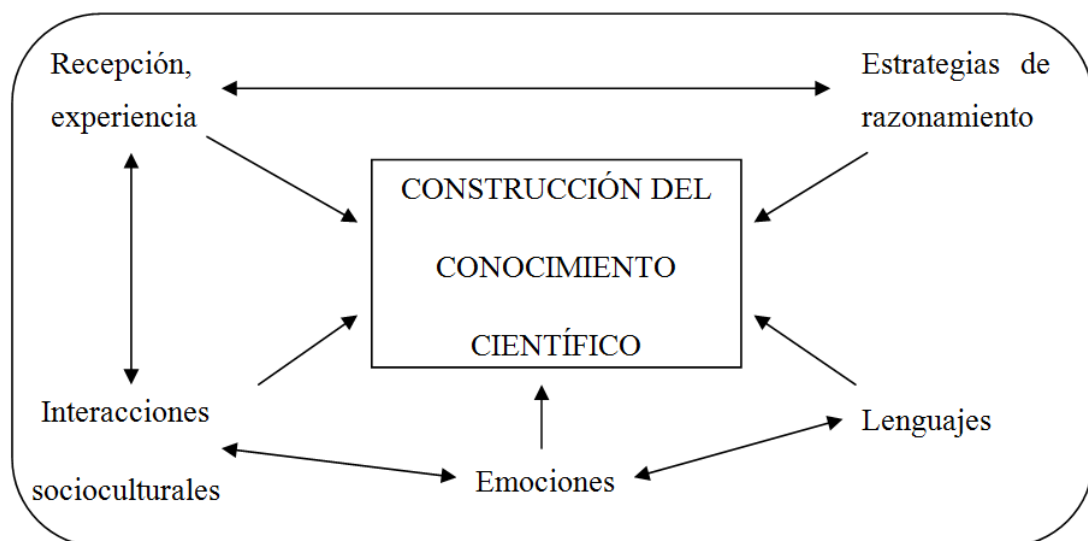 Recepción,
experiencia
Estrategias de
razonamiento
CONSTRUCCIÓN DEL
CONOCIMIENTO
CIENTÍFICO
Interacciones
socioculturales
Emociones
Lenguajes